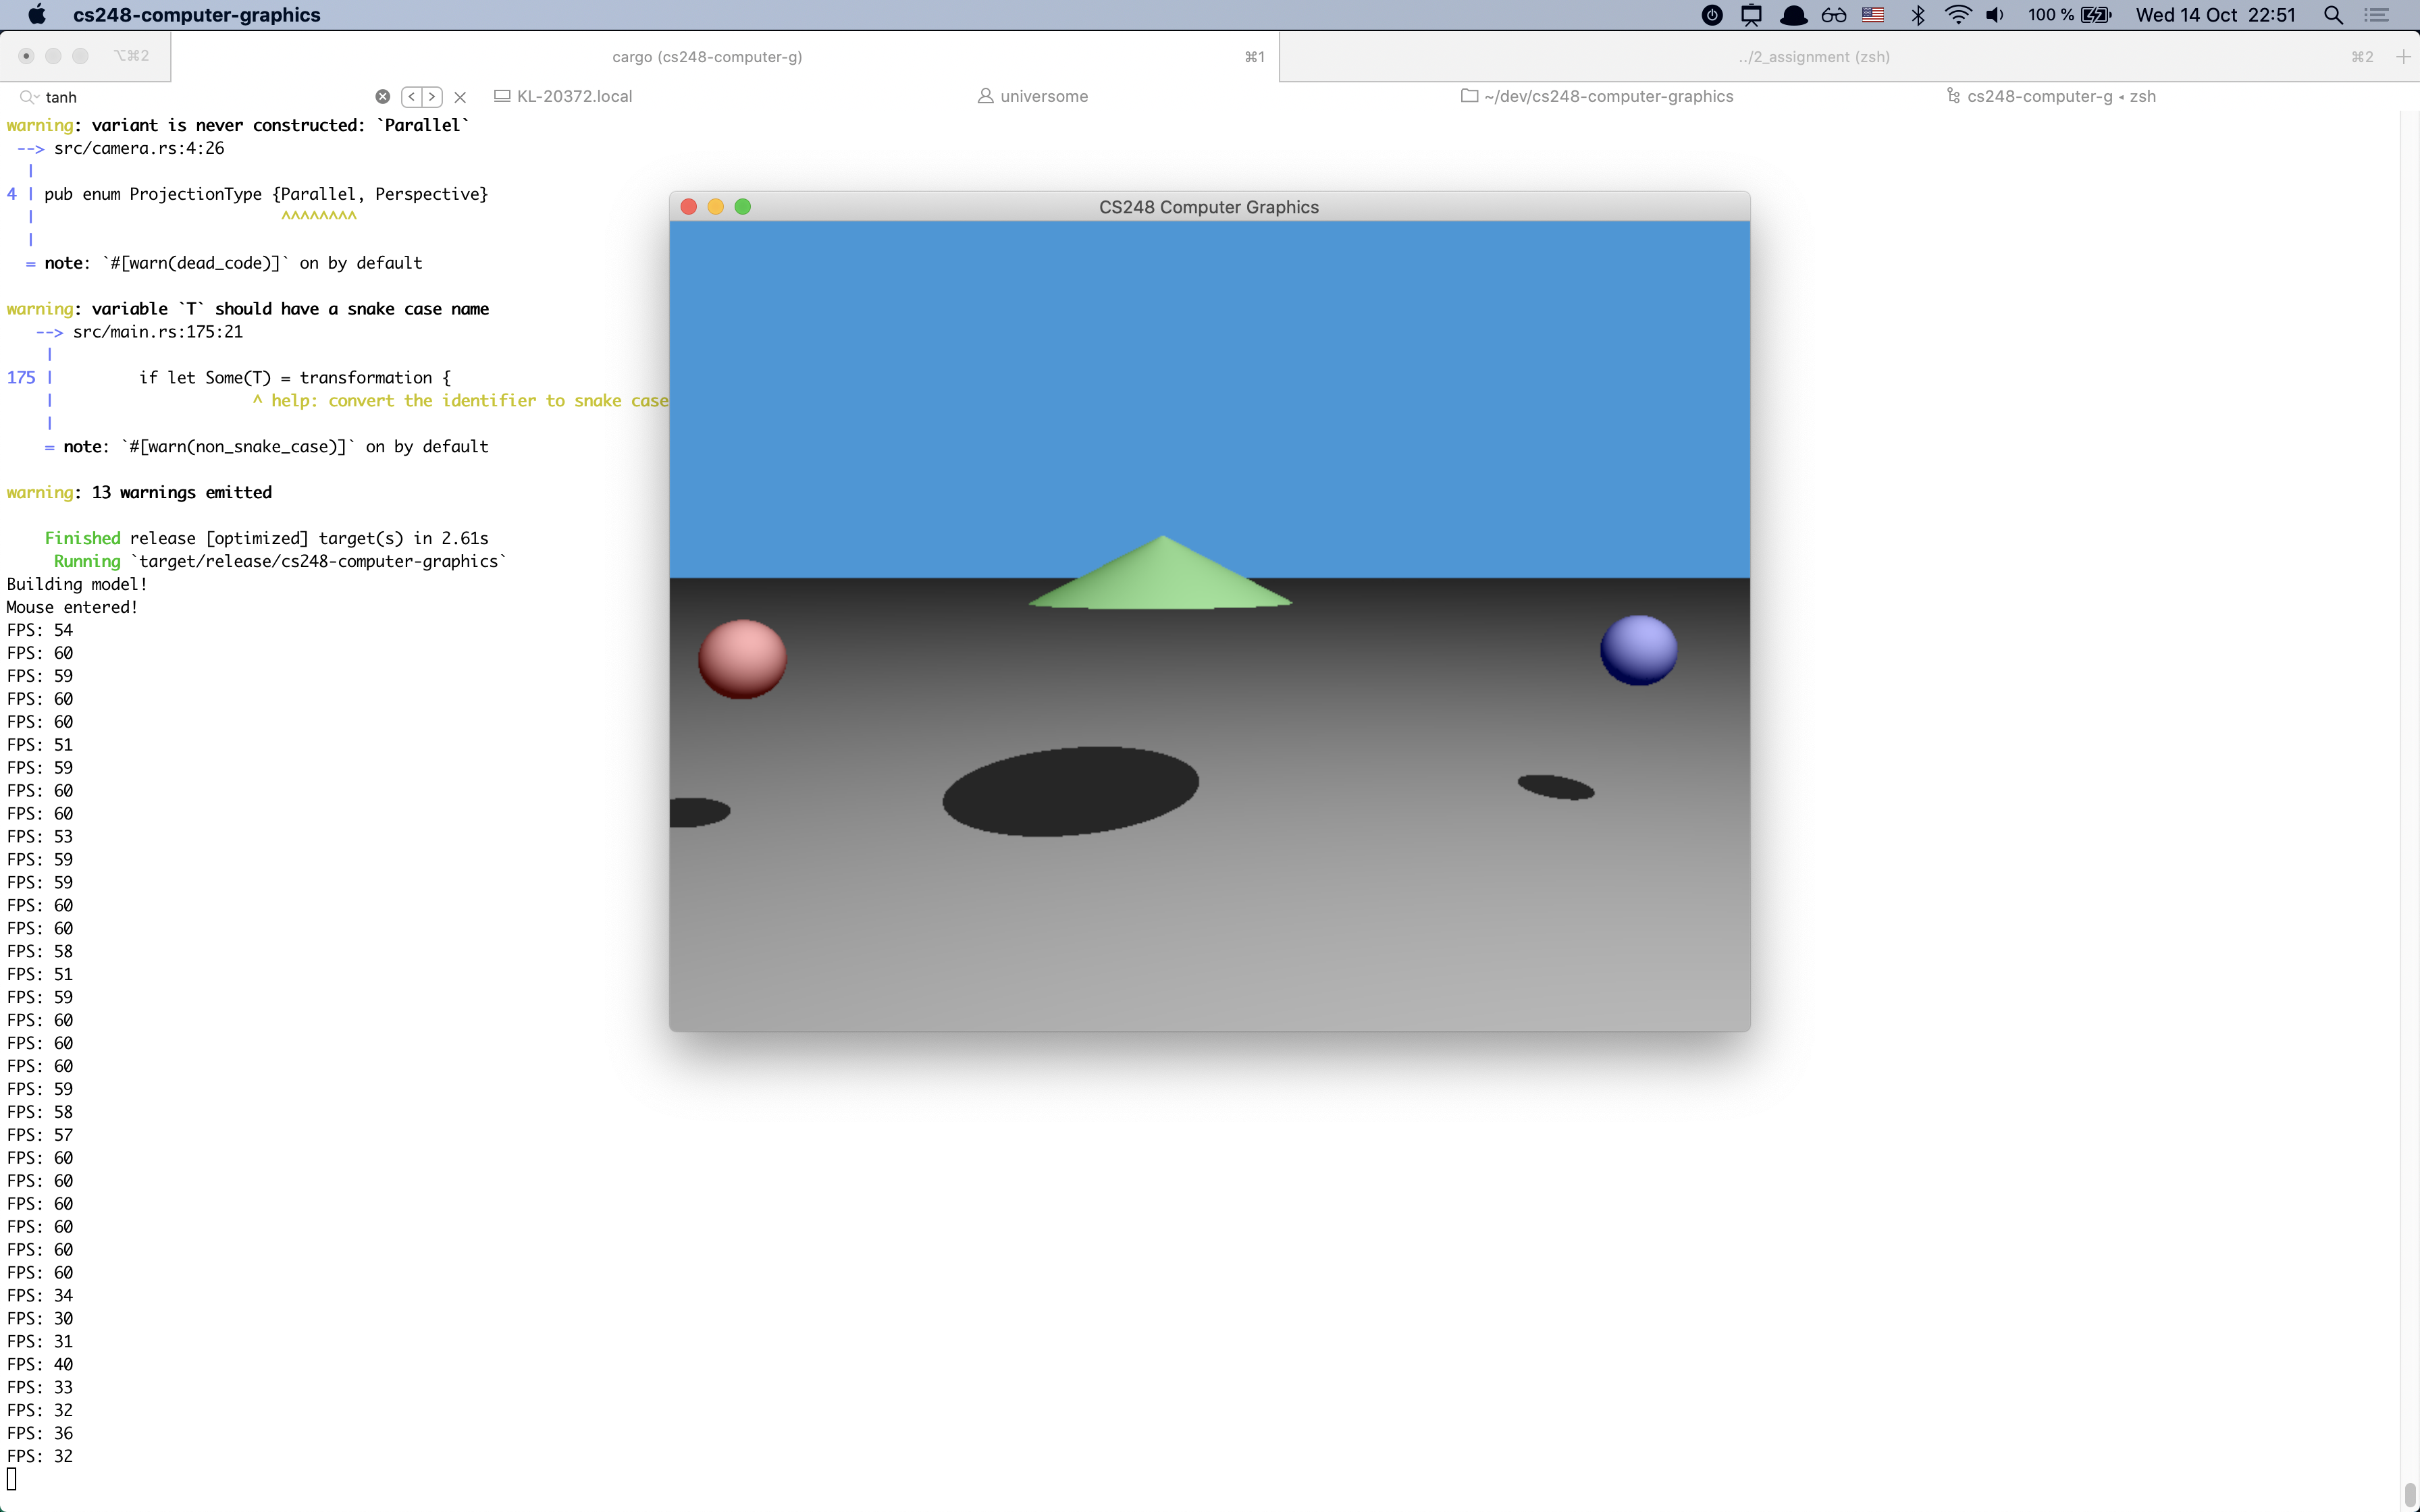 cs248-computer-graphics 100 % Wed 14 Oct 22:51
⌥⌘2 cargo (cs248-computer-g) ⌘1 ../2_assignment (zsh) ⌘2
tanh KL-20372.local universome ~/dev/cs248-computer-graphics cs248-computer-g ◂ zsh
warning: variant is never constructed: `Parallel`
--> src/camera.rs:4:26
|
4 | pub enum ProjectionType {Parallel, Perspective}
| ^^^^^^^^
|
= note: `#[warn(dead_code)]` on by default
warning: variable `T` should have a snake case name
--> src/main.rs:175:21
|
175 | if let Some(T) = transformation {
| ^ help: convert the identifier to snake case
|
= note: `#[warn(non_snake_case)]` on by default
warning: 13 warnings emitted
Finished release [optimized] target(s) in 2.61s
Running `target/release/cs248-computer-graphics`
Building model!
Mouse entered!
FPS: 54
FPS: 60
FPS: 59
FPS: 60
FPS: 60
FPS: 51
FPS: 59
FPS: 60
FPS: 60
FPS: 53
FPS: 59
FPS: 59
FPS: 60
FPS: 60
FPS: 58
FPS: 51
FPS: 59
FPS: 60
FPS: 60
FPS: 60
FPS: 59
FPS: 58
FPS: 57
FPS: 60
FPS: 60
FPS: 60
FPS: 60
FPS: 60
FPS: 60
FPS: 34
FPS: 30
FPS: 31
FPS: 40
FPS: 33
FPS: 32
FPS: 36
FPS: 32
CS248 Computer Graphics